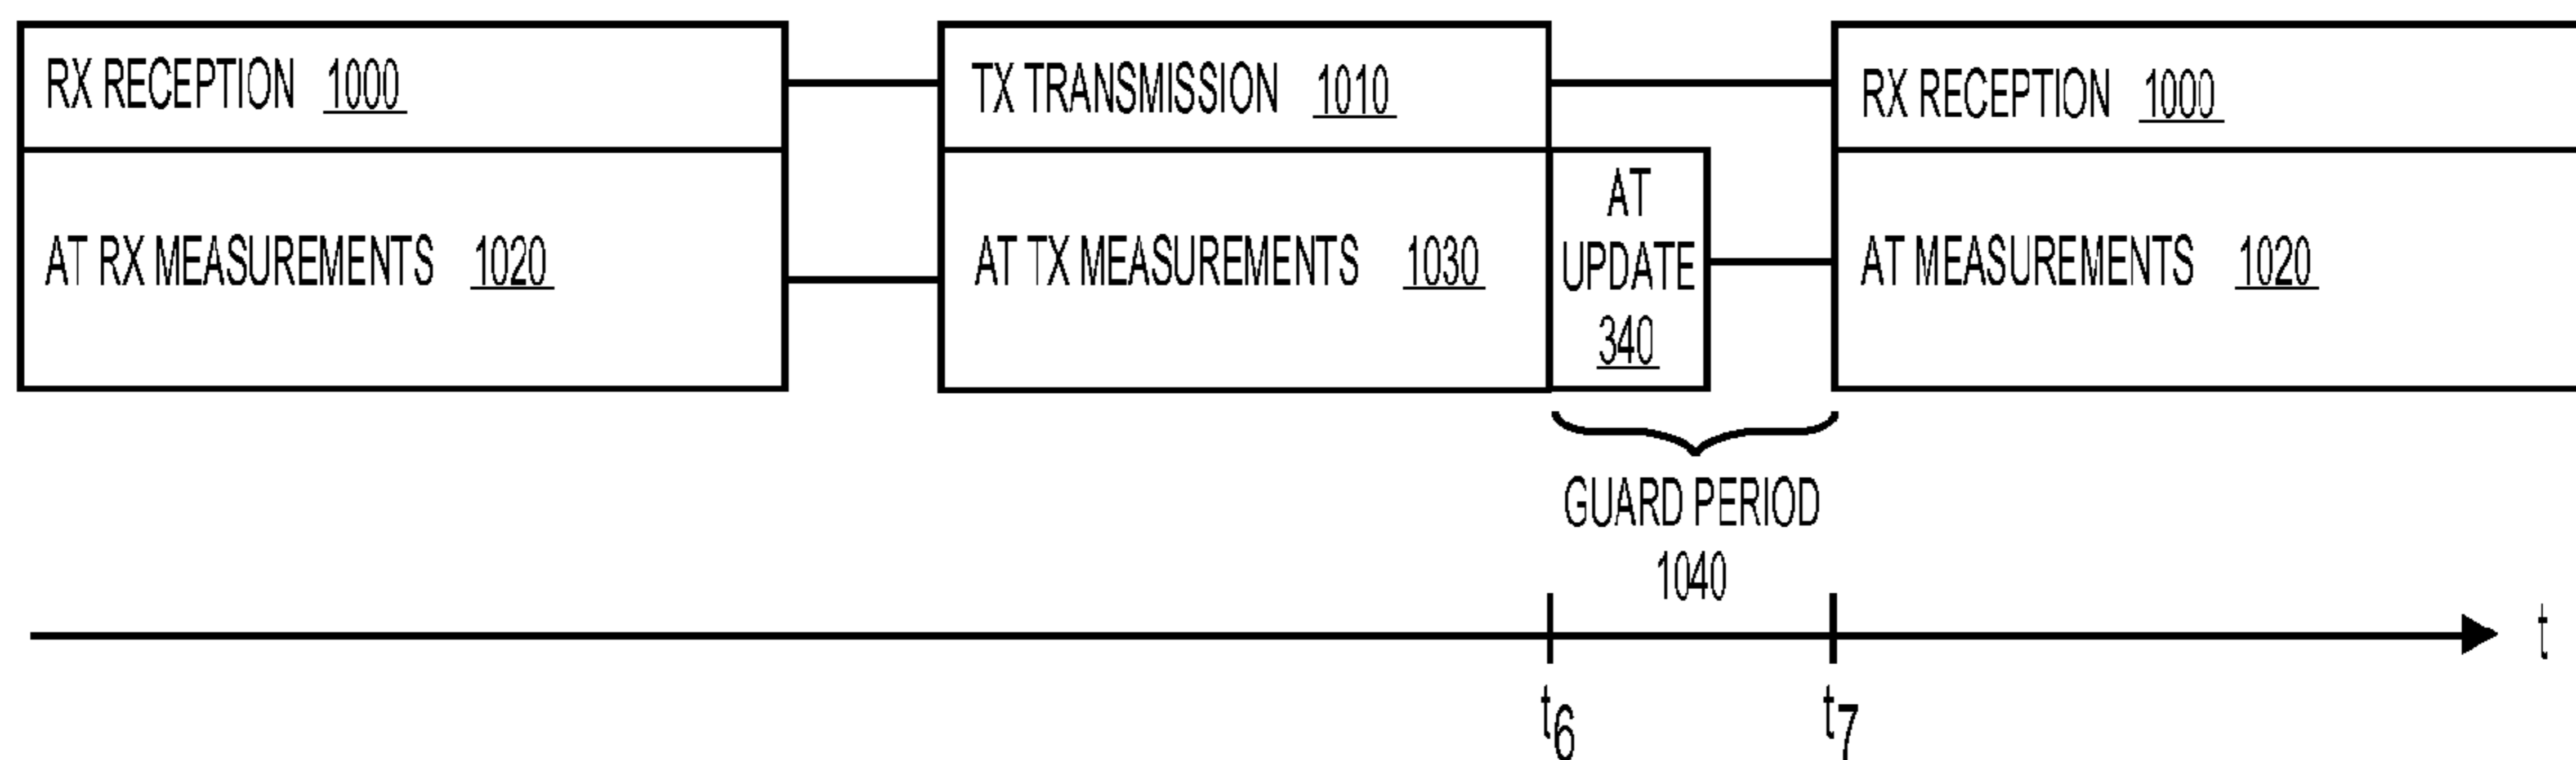 RX RECEPTION 1000
TX TRANSMISSION 1010
RX RECEPTION 1000
AT RX MEASUREMENTS 1020
AT TX MEASUREMENTS 1030
AT
UPDATE
340
AT MEASUREMENTS 1020
GUARD PERIOD
1040
t
t6
t7